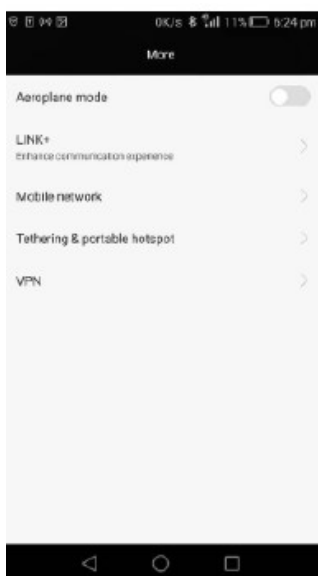 0K/s 11% 6:24 pm
More
Aeroplane mode
LINK+
Enhance communication experience
Mobile network
Tethering & portable hotspot
VPN